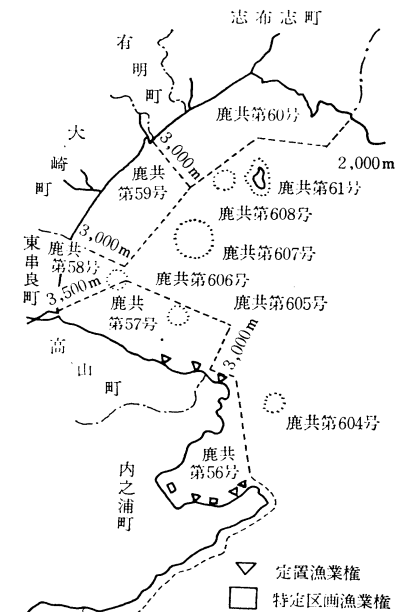 志布志町
有明町
鹿共第60号
大崎町
3,000m
2,000m
鹿共
第59号
鹿共第61号
鹿共第608号
3,000m
東串良町
鹿共
第58号
鹿共第607号
鹿共第606号
3,500m
鹿共
第57号
鹿共第605号
高山町
3,000m
鹿共第604号
鹿共
第56号
内之浦町
定置漁業権
特定区画漁業権